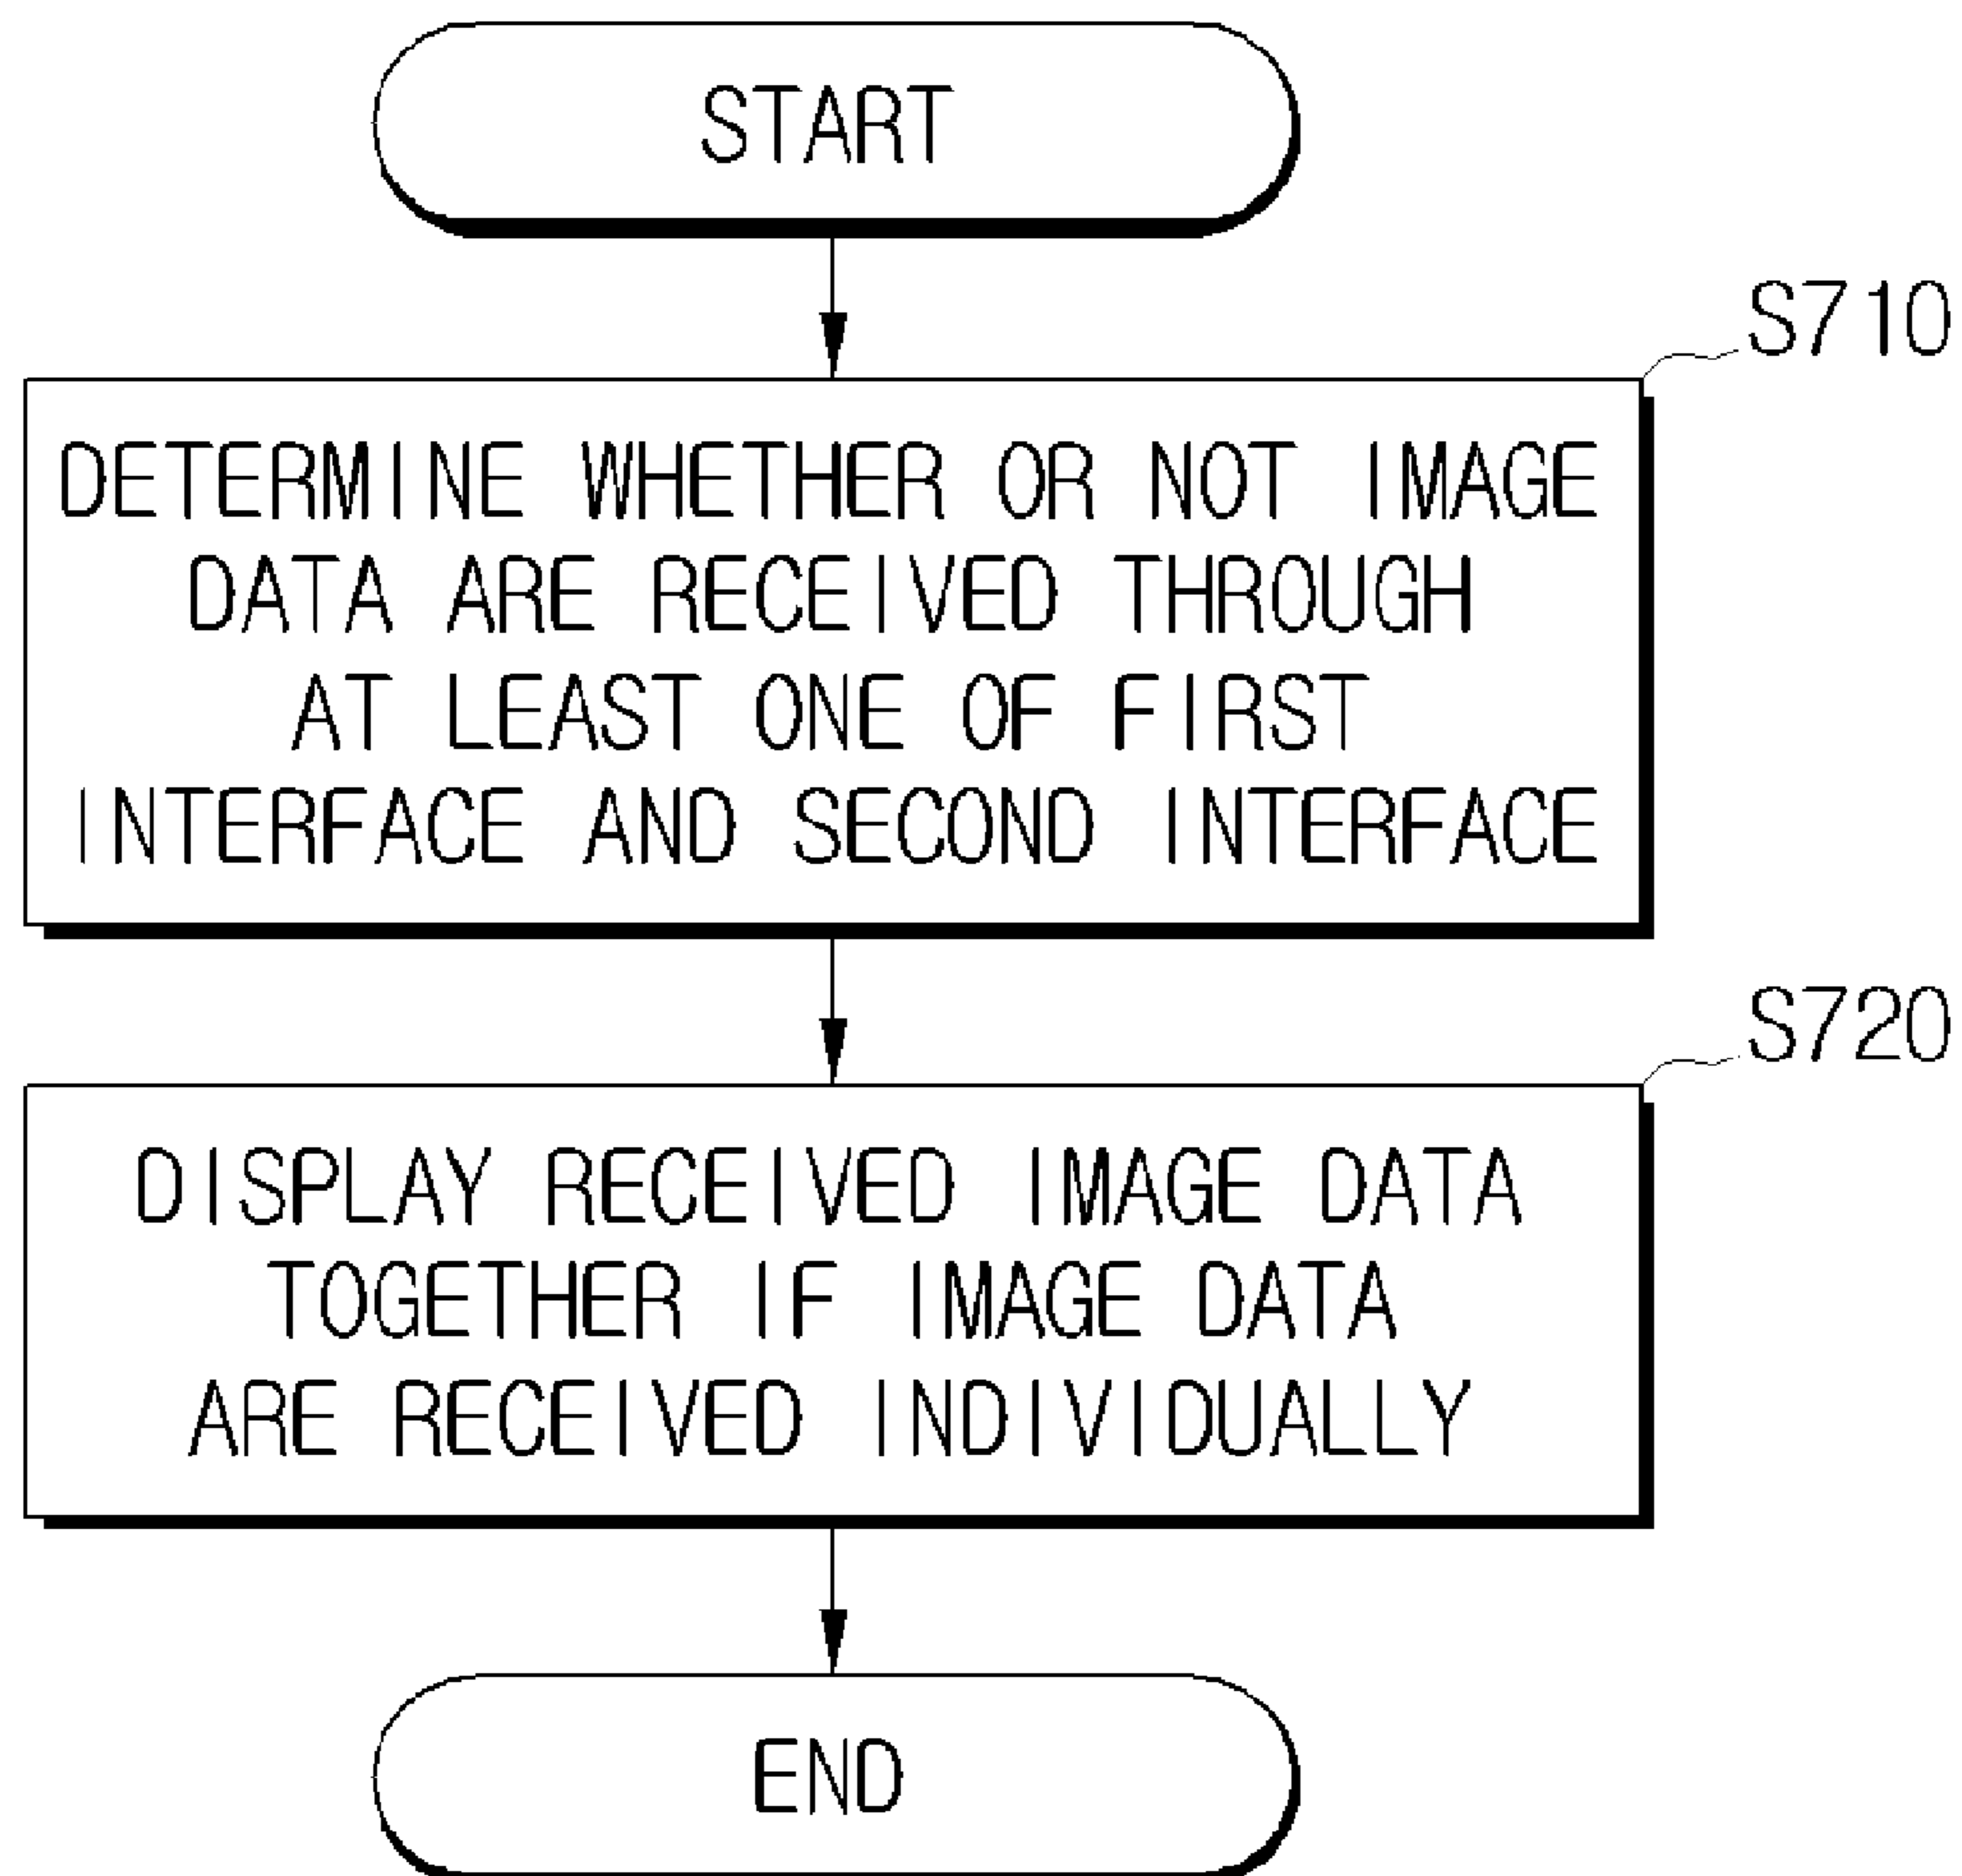 START
S710
DETERMINE WHETHER OR NOT IMAGE
DATA ARE RECEIVED THROUGH
AT LEAST ONE OF FIRST
INTERFACE AND SECOND INTERFACE
S720
DISPLAY RECEIVED IMAGE DATA
TOGETHER IF IMAGE DATA
ARE RECEIVED INDIVIDUALLY
END